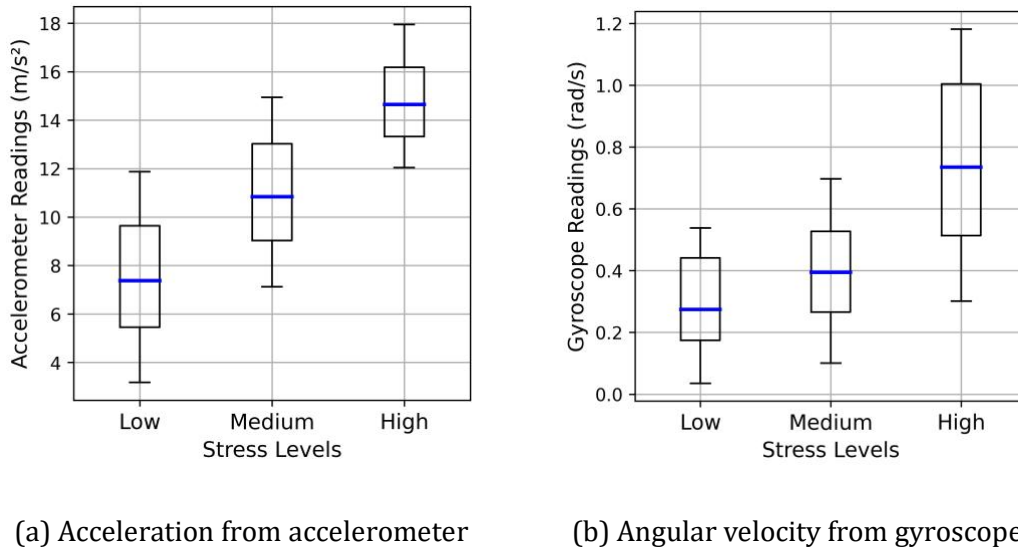 18
16
14
12
10
8
6
4
Accelerometer Readings (m/s²)
Low Medium High
Stress Levels
1.2
1.0
0.8
0.6
0.4
0.2
0.0
Gyroscope Readings (rad/s)
Low Medium High
Stress Levels
(a) Acceleration from accelerometer
(b) Angular velocity from gyroscope